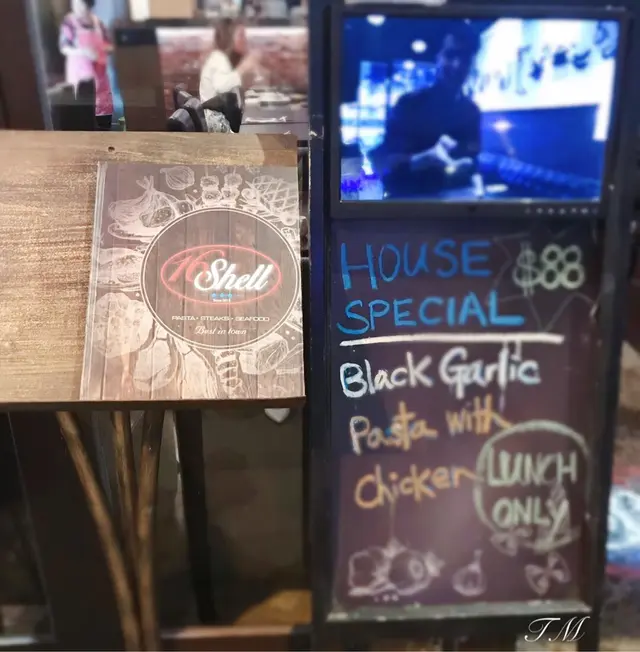 Shell
PASTA • STEAKS • SEAFOOD
Best in town
HOUSE $88
SPECIAL
Black Garlic
Pasta with
Chicken
LUNCH
ONLY
TM